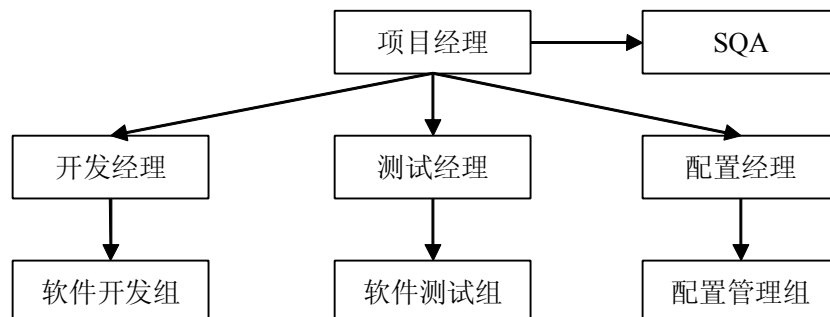 项目经理
SQA
开发经理
测试经理
配置经理
软件开发组
软件测试组
配置管理组